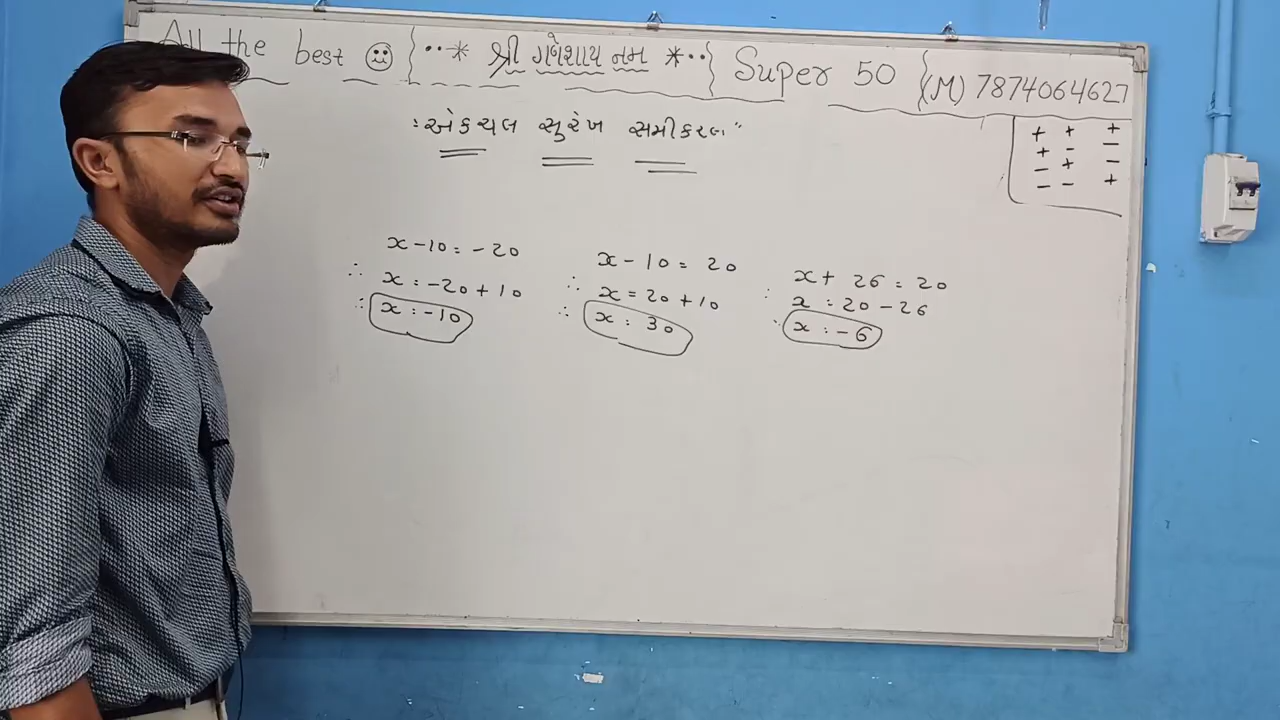 All the best ☺ ··* શ્રી ગણેશાય નમ *·· Super 50 (M) 7874064627
:એકચલ સુરેખ સમીકરણ"
+ + +
+ - -
- + -
- - +
x - 10 = -20
∴ x = -20 + 10
∴ x = -10
x - 10 = 20
∴ x = 20 + 10
∴ x = 30
x + 26 = 20
: x = 20 - 26
∴ x = -6